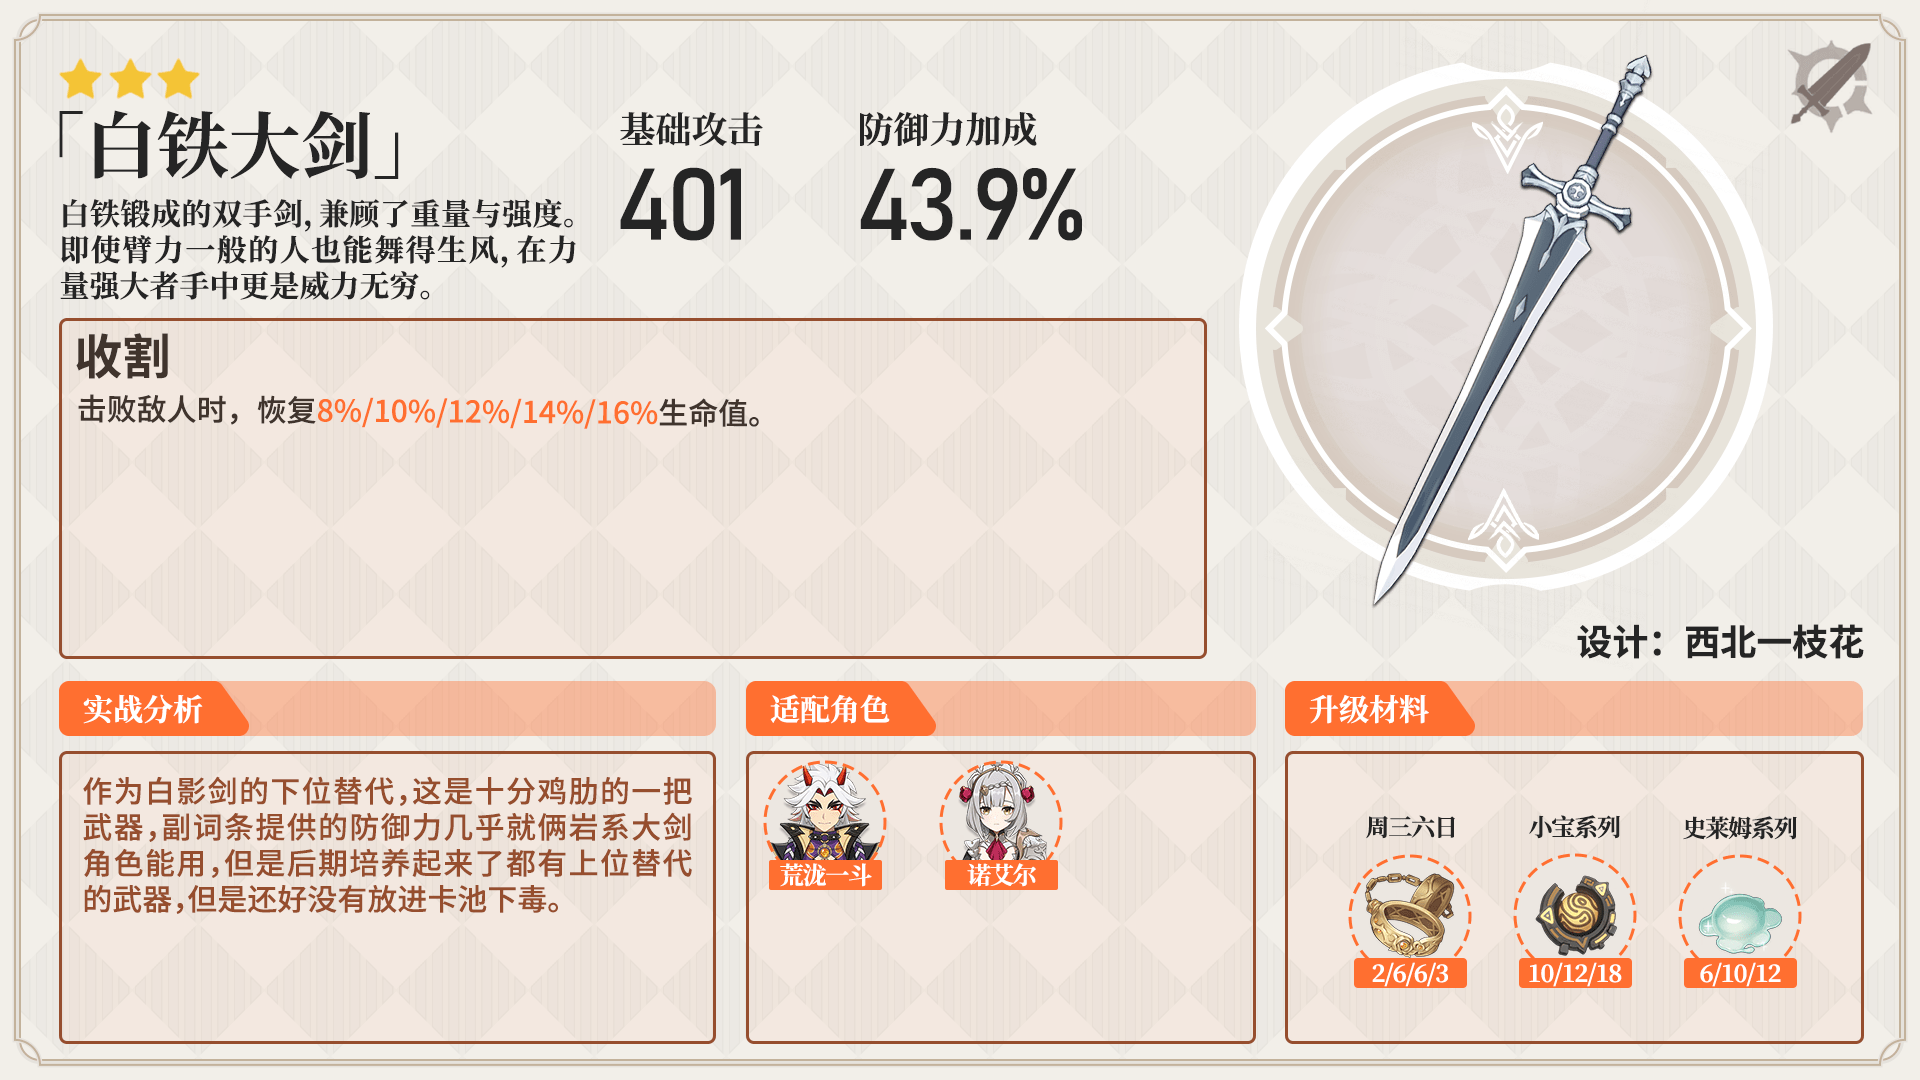 「白铁大剑」
白铁锻成的双手剑，兼顾了重量与强度。
即使臂力一般的人也能舞得生风，在力
量强大者手中更是威力无穷。
基础攻击
401
防御力加成
43.9%
收割
击败敌人时，恢复8%/10%/12%/14%/16%生命值。
设计：西北一枝花
实战分析
作为白影剑的下位替代，这是十分鸡肋的一把
武器，副词条提供的防御力几乎就俩岩系大剑
角色能用，但是后期培养起来了都有上位替代
的武器，但是还好没有放进卡池下毒。
适配角色
荒泷一斗
诺艾尔
升级材料
周三六日
2/6/6/3
小宝系列
10/12/18
史莱姆系列
6/10/12